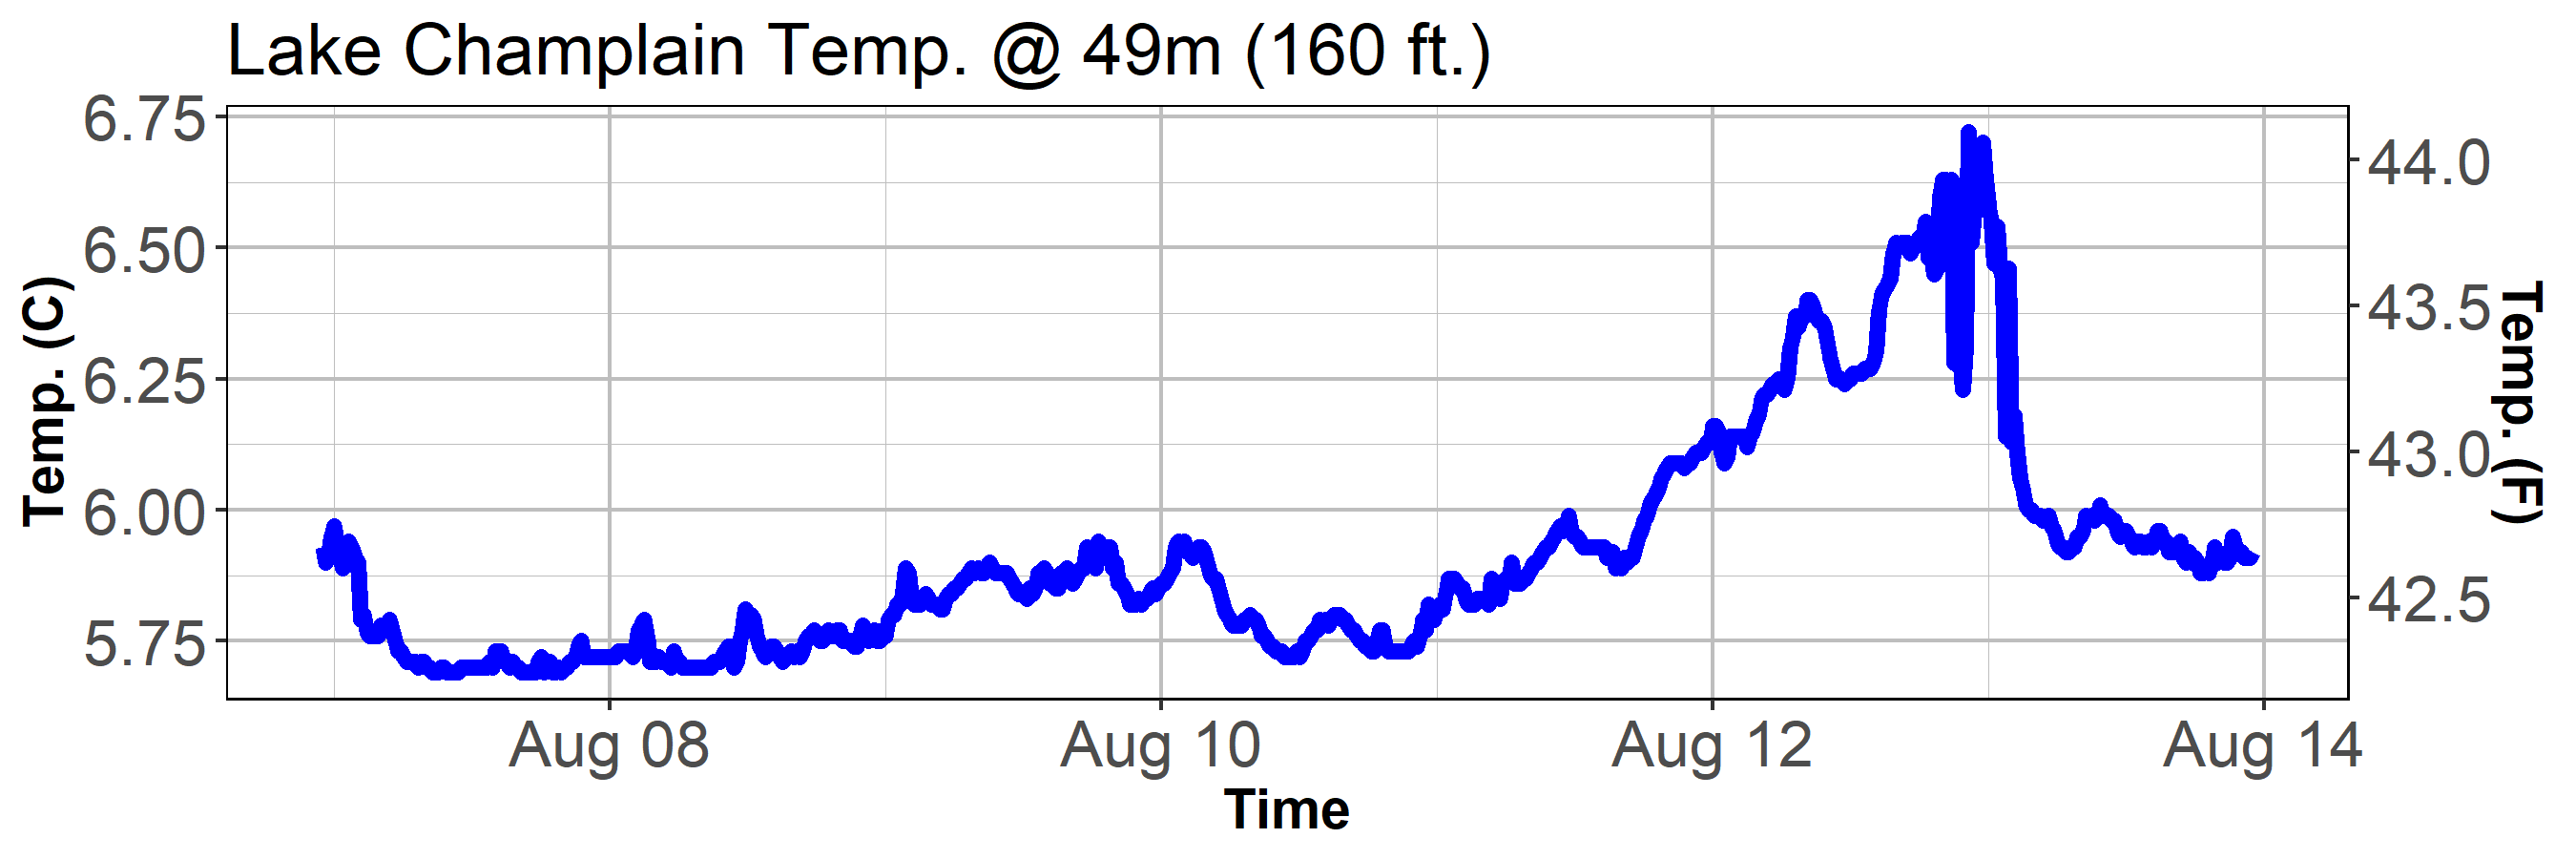 Lake Champlain Temp. @ 49m (160 ft.)
6.75
6.50
6.25
6.00
5.75
Temp. (C)
44.0
43.5
43.0
42.5
Temp. (F)
Aug 08 Aug 10 Aug 12 Aug 14
Time